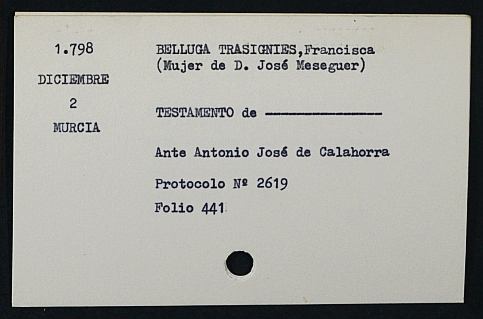 1.798
DICIEMBRE
2
MURCIA
BELLUGA TRASIGNIES,Francisca
(Mujer de D. José Meseguer)
TESTAMENTO de ————————
Ante Antonio José de Calahorra
Protocolo Nº 2619
Folio 441